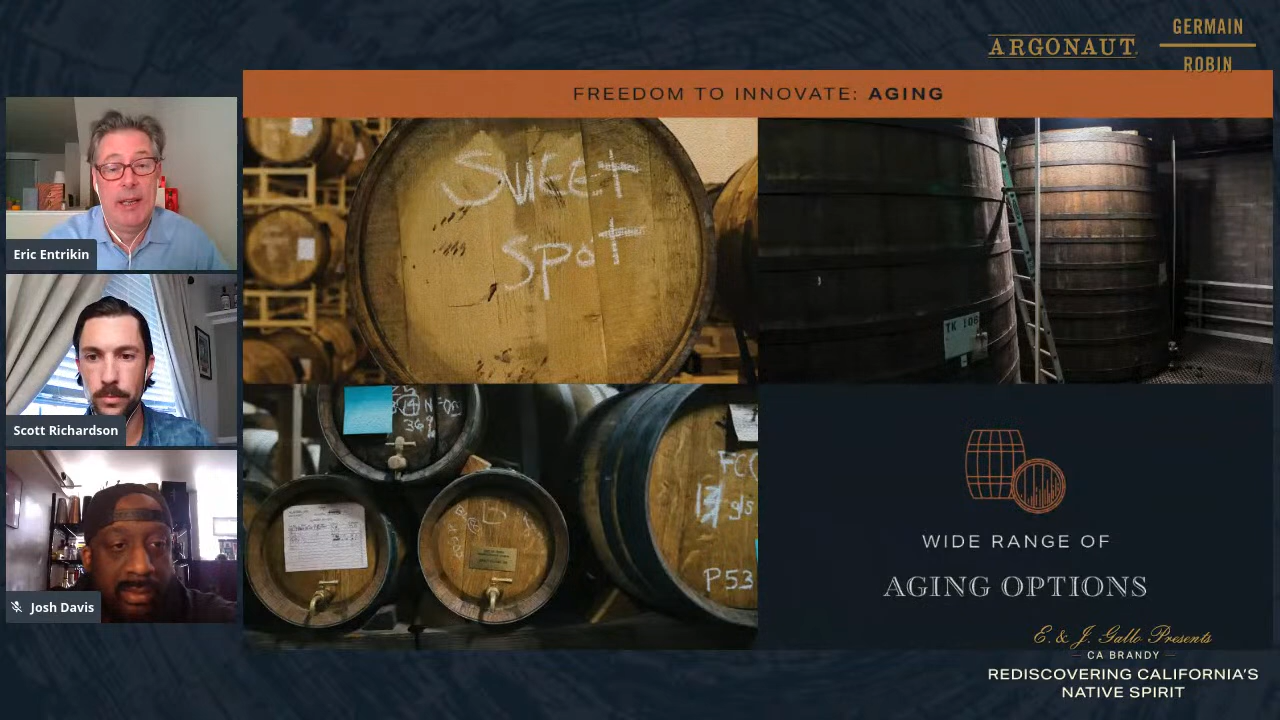 ARGONAUT
GERMAIN
ROBIN
FREEDOM TO INNOVATE: AGING
Eric Entrikin
Scott Richardson
Josh Davis
Sweet
Spot
TK 106
P53
WIDE RANGE OF
AGING OPTIONS
E. & J. Gallo Presents
CA BRANDY
REDISCOVERING CALIFORNIA'S
NATIVE SPIRIT